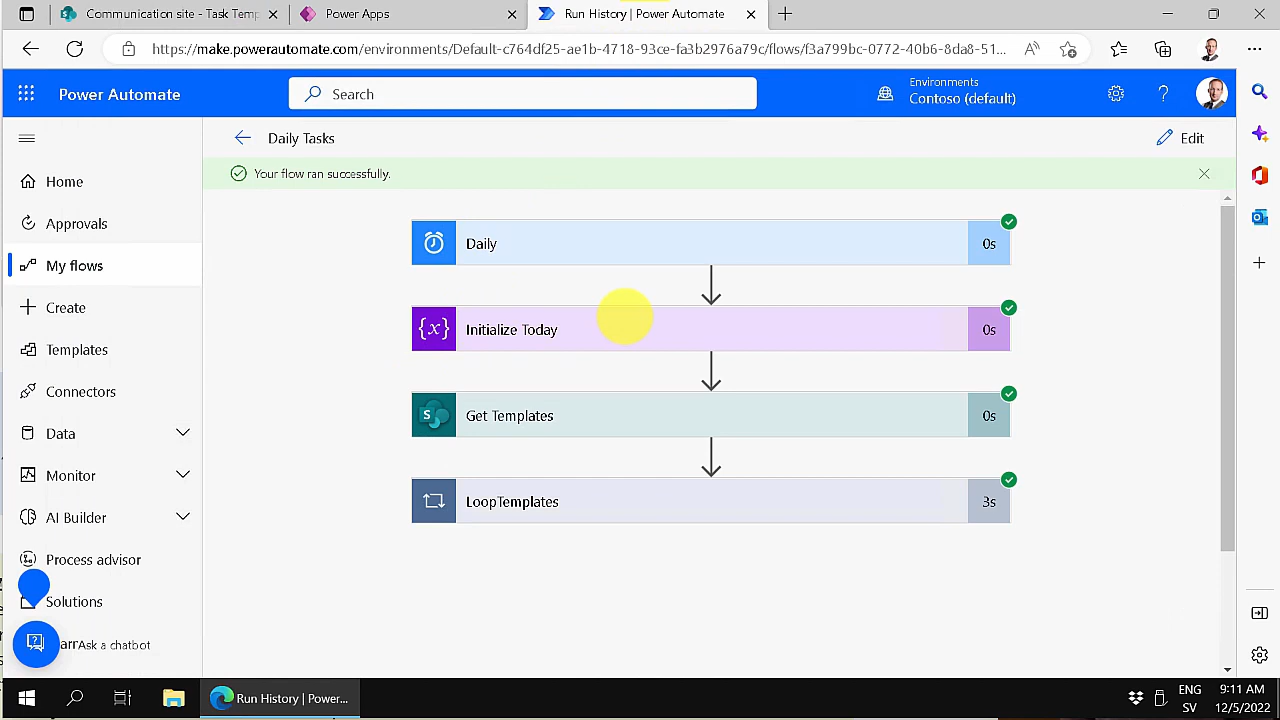 Communication site - Task Temp
Power Apps
Run History | Power Automate
https://make.powerautomate.com/environments/Default-c764df25-ae1b-4718-93ce-fa3b2976a79c/flows/f3a799bc-0772-40b6-8da8-51...
Power Automate
Search
Environments
Contoso (default)
Daily Tasks
Edit
Your flow ran successfully.
Home
Approvals
My flows
Create
Templates
Connectors
Data
Monitor
AI Builder
Process advisor
Solutions
Ask a chatbot
Daily
0s
{x}
Initialize Today
0s
S
Get Templates
0s
LoopTemplates
3s
Run History | Power...
ENG
SV
9:11 AM
12/5/2022